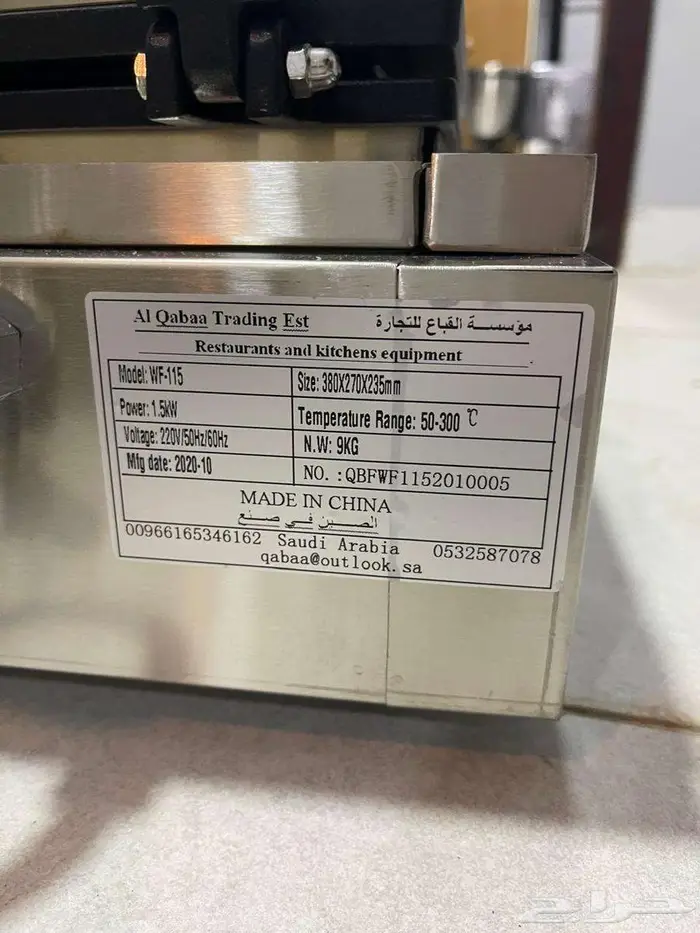 Al Qabaa Trading Est مؤسسة القباع للتجارة
Restaurants and kitchens equipment
Model: WF-115
Size: 380X270X235mm
Power: 1.5kW
Temperature Range: 50-300 ℃
Voltage: 220V/50Hz/60Hz
N.W: 9KG
Mfg date: 2020-10
NO.:QBFWF1152010005
MADE IN CHINA
الصين في صنع
00966165346162 Saudi Arabia 0532587078
qabaa@outlook.sa
حراج